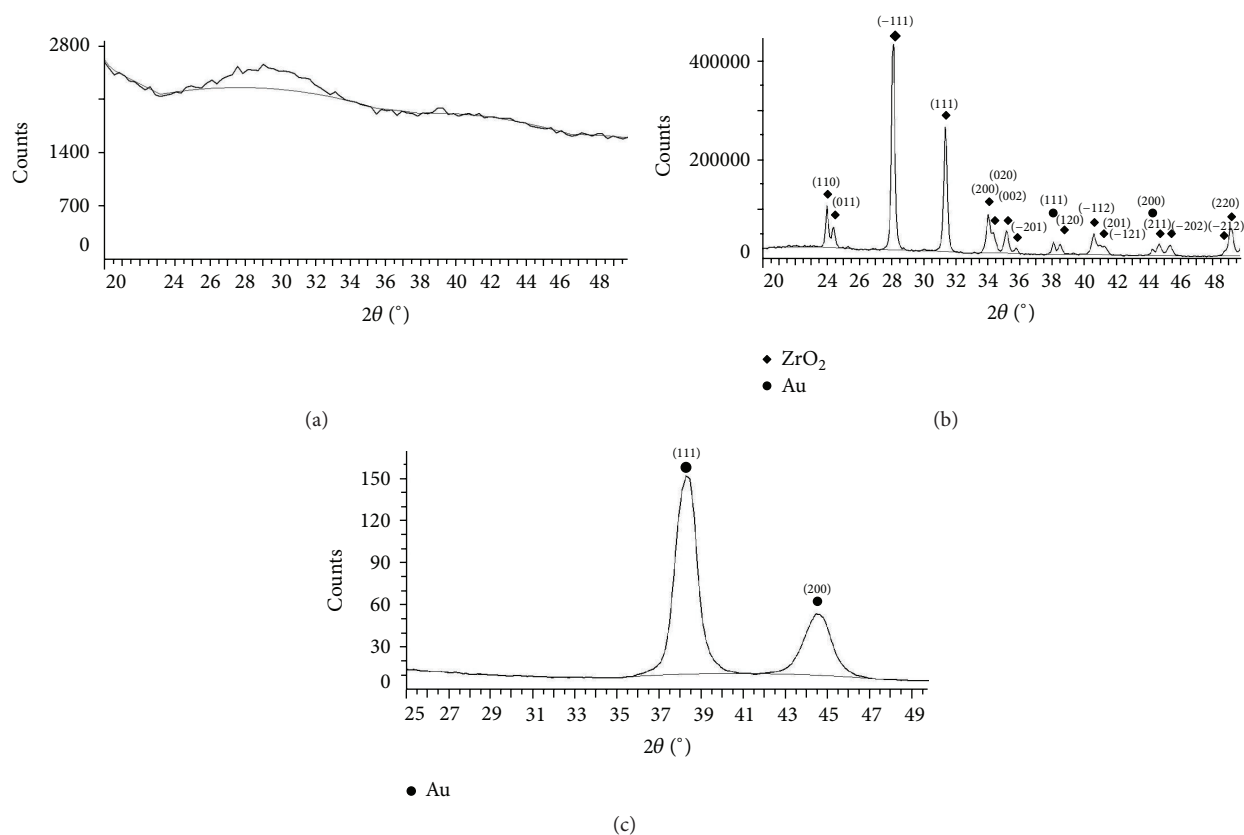 2800
1400
700
0
Counts
20 22 24 26 28 30 32 34 36 38 40 42 44 46 48
2θ (°)
(a)
400000
200000
0
Counts
(−111)
(111)
(110)
(011)
(020)
(200)
(002)
(−201)
(111)
(120)
(−112)
(201)
(−121)
(200)
(211)
(−202)
(−212)
(220)
20 24 26 28 31 32 34 36 38 40 42 44 46 48
2θ (°)
ZrO₂
Au
(b)
150
120
90
60
30
0
Counts
(111)
(200)
25 27 29 31 33 35 37 39 41 43 45 47 49
2θ (°)
Au
(c)